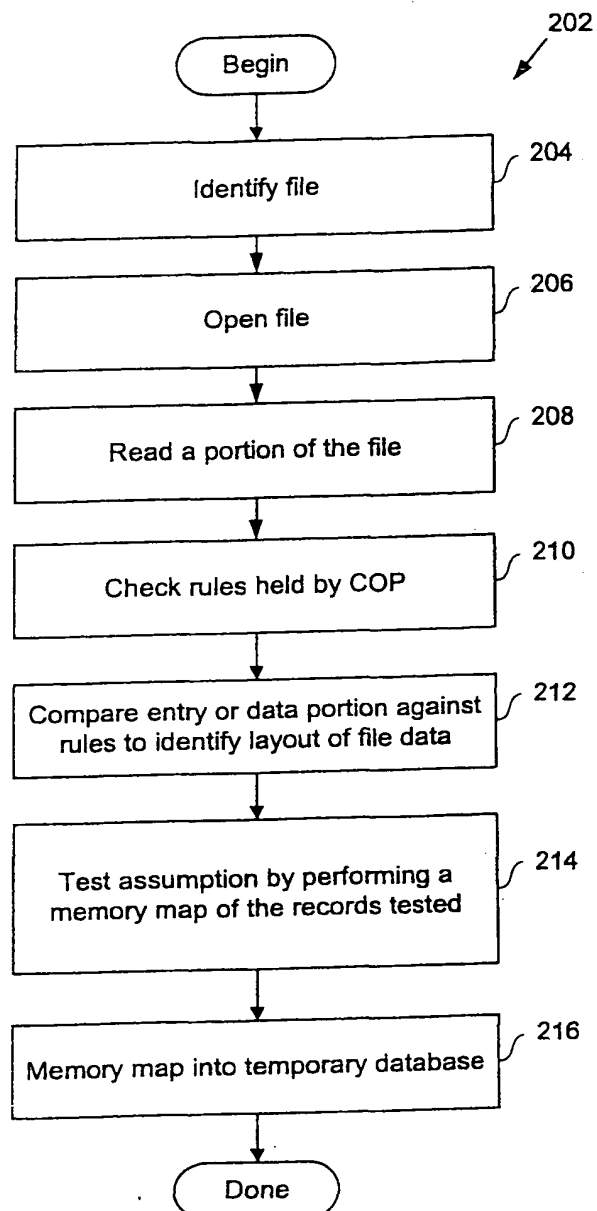 202
Begin
204
Identify file
206
Open file
208
Read a portion of the file
210
Check rules held by COP
212
Compare entry or data portion against
rules to identify layout of file data
214
Test assumption by performing a
memory map of the records tested
216
Memory map into temporary database
Done